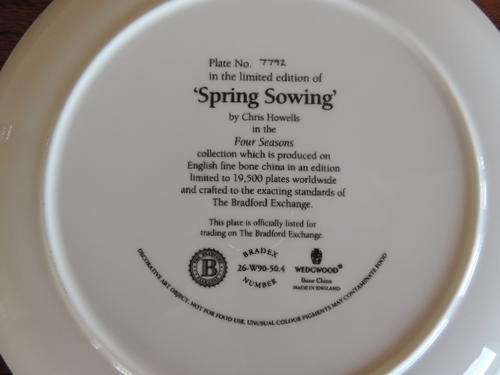 Plate No. 7792
in the limited edition of
‘Spring Sowing’
by Chris Howells
in the
Four Seasons
collection which is produced on
English fine bone china in an edition
limited to 19,500 plates worldwide
and crafted to the exacting standards of
The Bradford Exchange.
This plate is officially listed for
trading on The Bradford Exchange.
B
BRADEX
26-W90-50.4
NUMBER
WEDGWOOD®
Bone China
MADE IN ENGLAND
DECORATIVE ART OBJECT. NOT FOR FOOD USE. UNUSUAL COLOUR PIGMENTS MAY CONTAMINATE FOOD